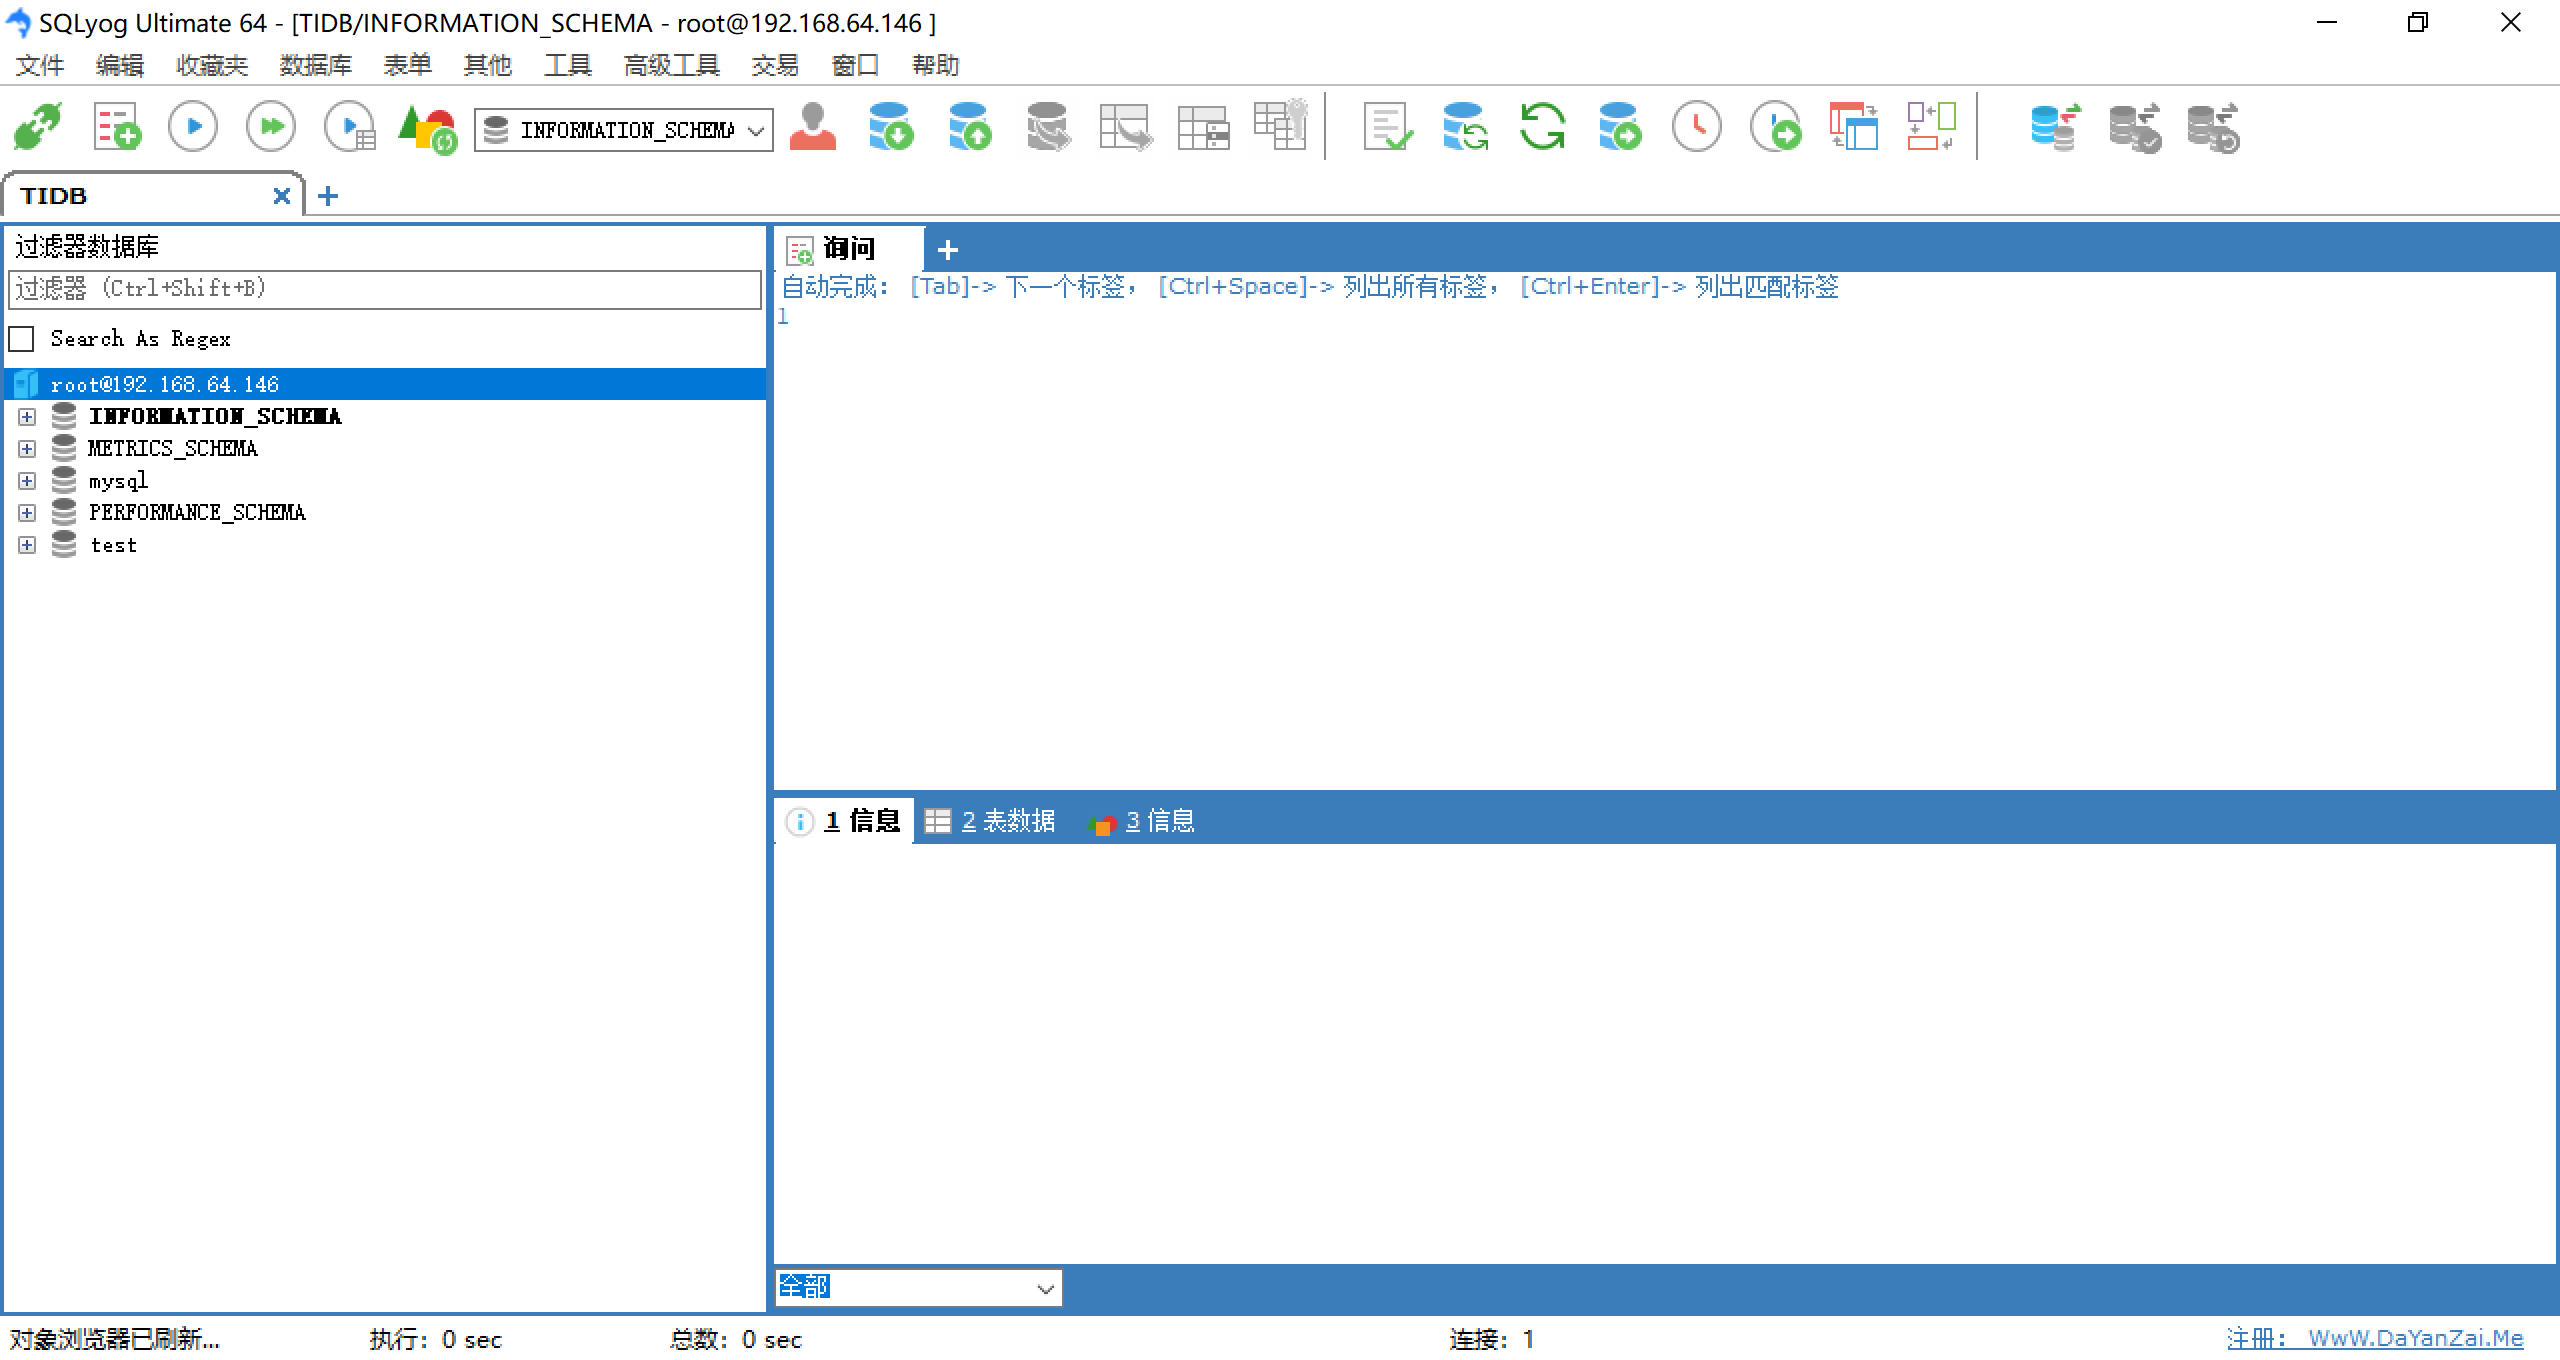 SQLyog Ultimate 64 - [TIDB/INFORMATION_SCHEMA - root@192.168.64.146 ]
文件 编辑 收藏夹 数据库 表单 其他 工具 高级工具 交易 窗口 帮助
INFORMATION_SCHEMA
TIDB
过滤器数据库
过滤器 (Ctrl+Shift+B)
Search As Regex
root@192.168.64.146
INFORMATION_SCHEMA
METRICS_SCHEMA
mysql
PERFORMANCE_SCHEMA
test
询问
自动完成： [Tab]-> 下一个标签， [Ctrl+Space]-> 列出所有标签， [Ctrl+Enter]-> 列出匹配标签
1
1 信息 2 表数据 3 信息
全部
对象浏览器已刷新... 执行：0 sec 总数：0 sec 连接：1 注册： WwW.DaYanZai.Me